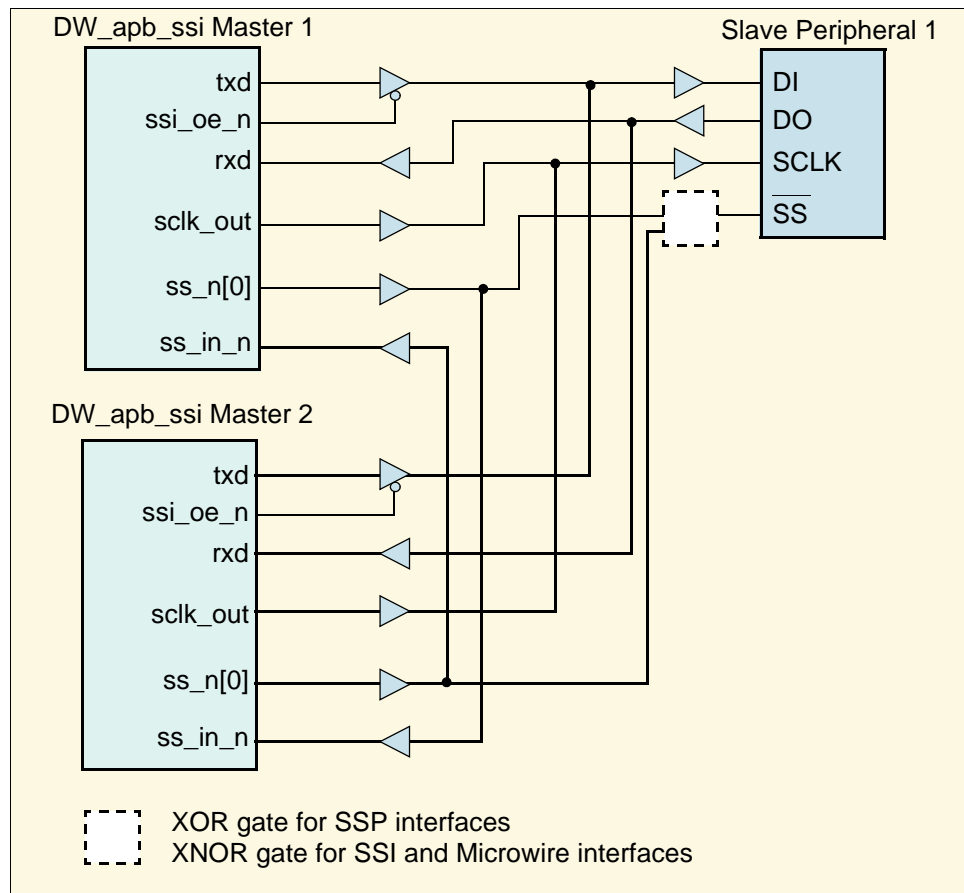 DW_apb_ssi Master 1
Slave Peripheral 1
txd
ssi_oe_n
rxd
sclk_out
ss_n[0]
ss_in_n
DI
DO
SCLK
SS
DW_apb_ssi Master 2
txd
ssi_oe_n
rxd
sclk_out
ss_n[0]
ss_in_n
XOR gate for SSP interfaces
XNOR gate for SSI and Microwire interfaces